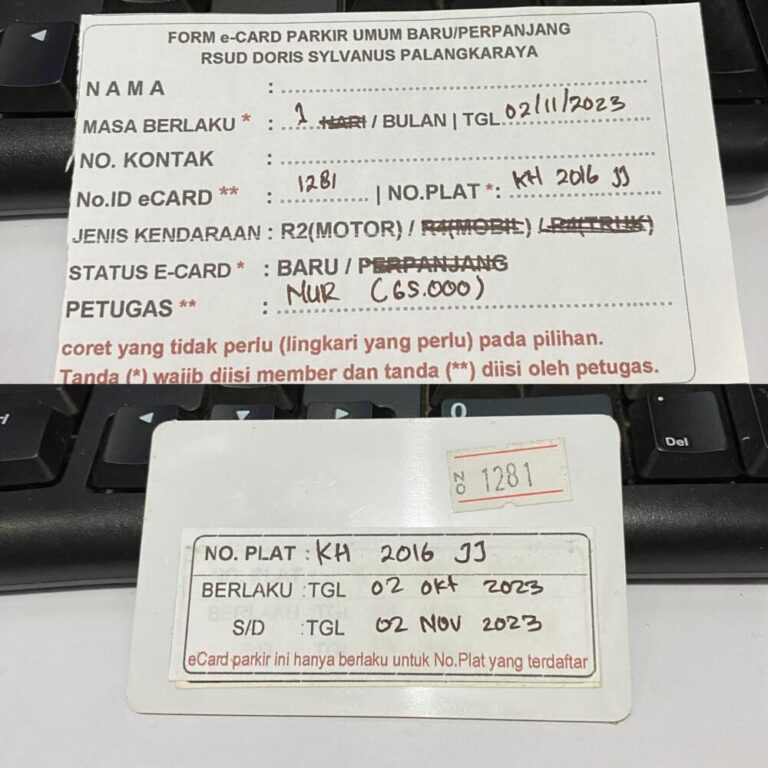 FORM e-CARD PARKIR UMUM BARU/PERPANJANG
RSUD DORIS SYLVANUS PALANGKARAYA
NAMA :
MASA BERLAKU * : 1 HARI / BULAN | TGL 02/11/2023
NO. KONTAK :
No.ID eCARD ** : 1281 | NO.PLAT *: KH 2016 JJ
JENIS KENDARAAN : R2(MOTOR) / R4(MOBIL) / R4(TRUK)
STATUS E-CARD * : BARU / PERPANJANG
PETUGAS ** : NUR (65.000)
coret yang tidak perlu (lingkari yang perlu) pada pilihan.
Tanda (*) wajib diisi member dan tanda (**) diisi oleh petugas.
0
Del
NO 1281
NO. PLAT : KH 2016 JJ
BERLAKU : TGL 02 OKt 2023
S/D : TGL 02 NOV 2023
eCard parkir ini hanya berlaku untuk No.Plat yang terdaftar